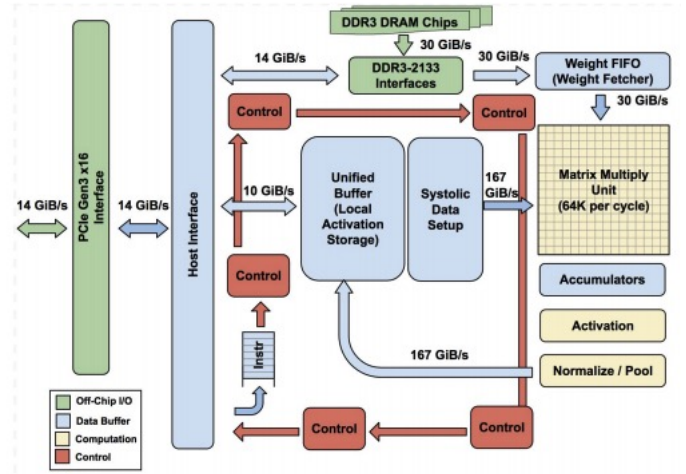 DDR3 DRAM Chips
14 GiB/s
30 GiB/s
30 GiB/s
DDR3-2133
Interfaces
Weight FIFO
(Weight Fetcher)
30 GiB/s
Control
Control
PCIe Gen3 x16
Interface
Host Interface
14 GiB/s
14 GiB/s
10 GiB/s
Unified
Buffer
(Local
Activation
Storage)
Systolic
Data
Setup
167
GiB/s
Matrix Multiply
Unit
(64K per cycle)
Control
Accumulators
Activation
Instr
167 GiB/s
Normalize / Pool
Off-Chip I/O
Data Buffer
Computation
Control
Control
Control